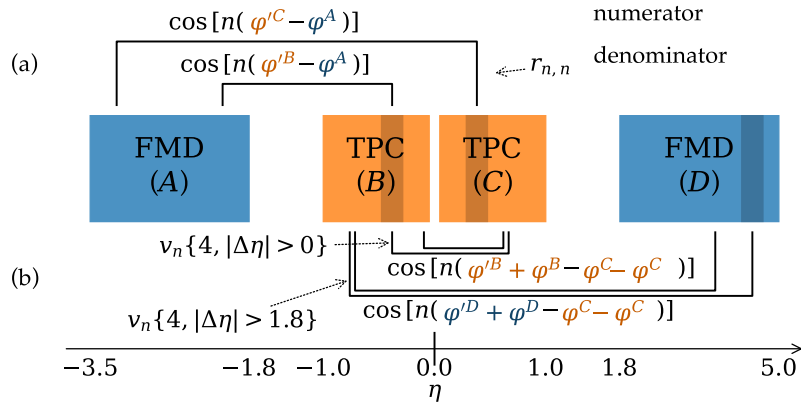 cos [n( φ′ᶜ − φᴬ )] numerator
(a) cos [n( φ′ᴮ − φᴬ )] rₙ, ₙ denominator
FMD TPC TPC FMD
(A) (B) (C) (D)
vₙ{4, |Δη| > 0}
(b) cos [n( φ′ᴮ + φᴮ − φᶜ − φᶜ )]
vₙ{4, |Δη| > 1.8} cos [n( φ′ᴰ + φᴰ − φᶜ − φᶜ )]
−3.5 −1.8 −1.0 0.0 1.0 1.8 5.0
η